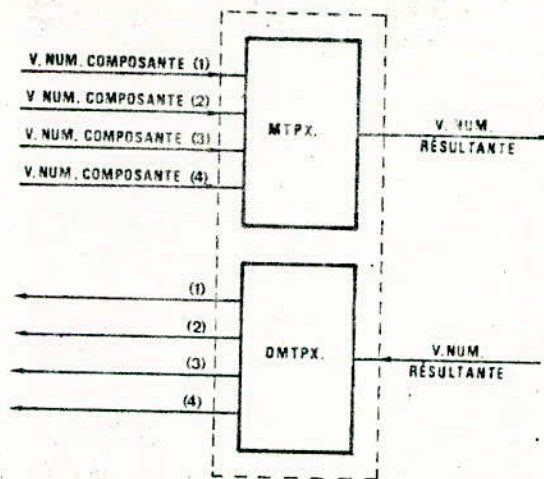 V. NUM. COMPOSANTE (1)
V. NUM. COMPOSANTE (2)
V. NUM. COMPOSANTE (3)
V. NUM. COMPOSANTE (4)
MTPX.
V. NUM.
RÉSULTANTE
(1)
(2)
(3)
(4)
DMTPX.
V.NUM.
RÉSULTANTE